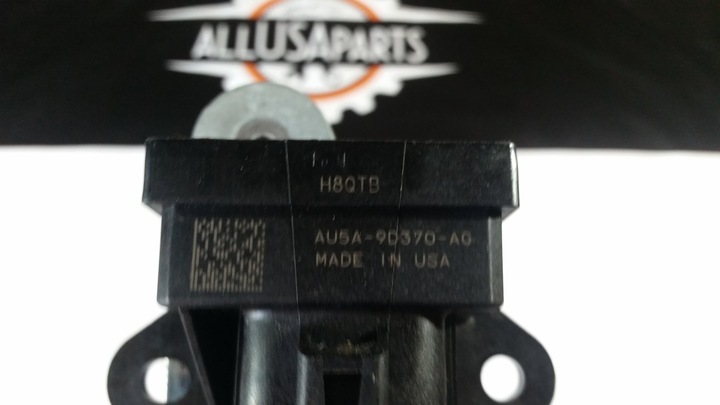 ALLUSAPARTS
H8QTB
AU5A-9D370-AG
MADE IN USA